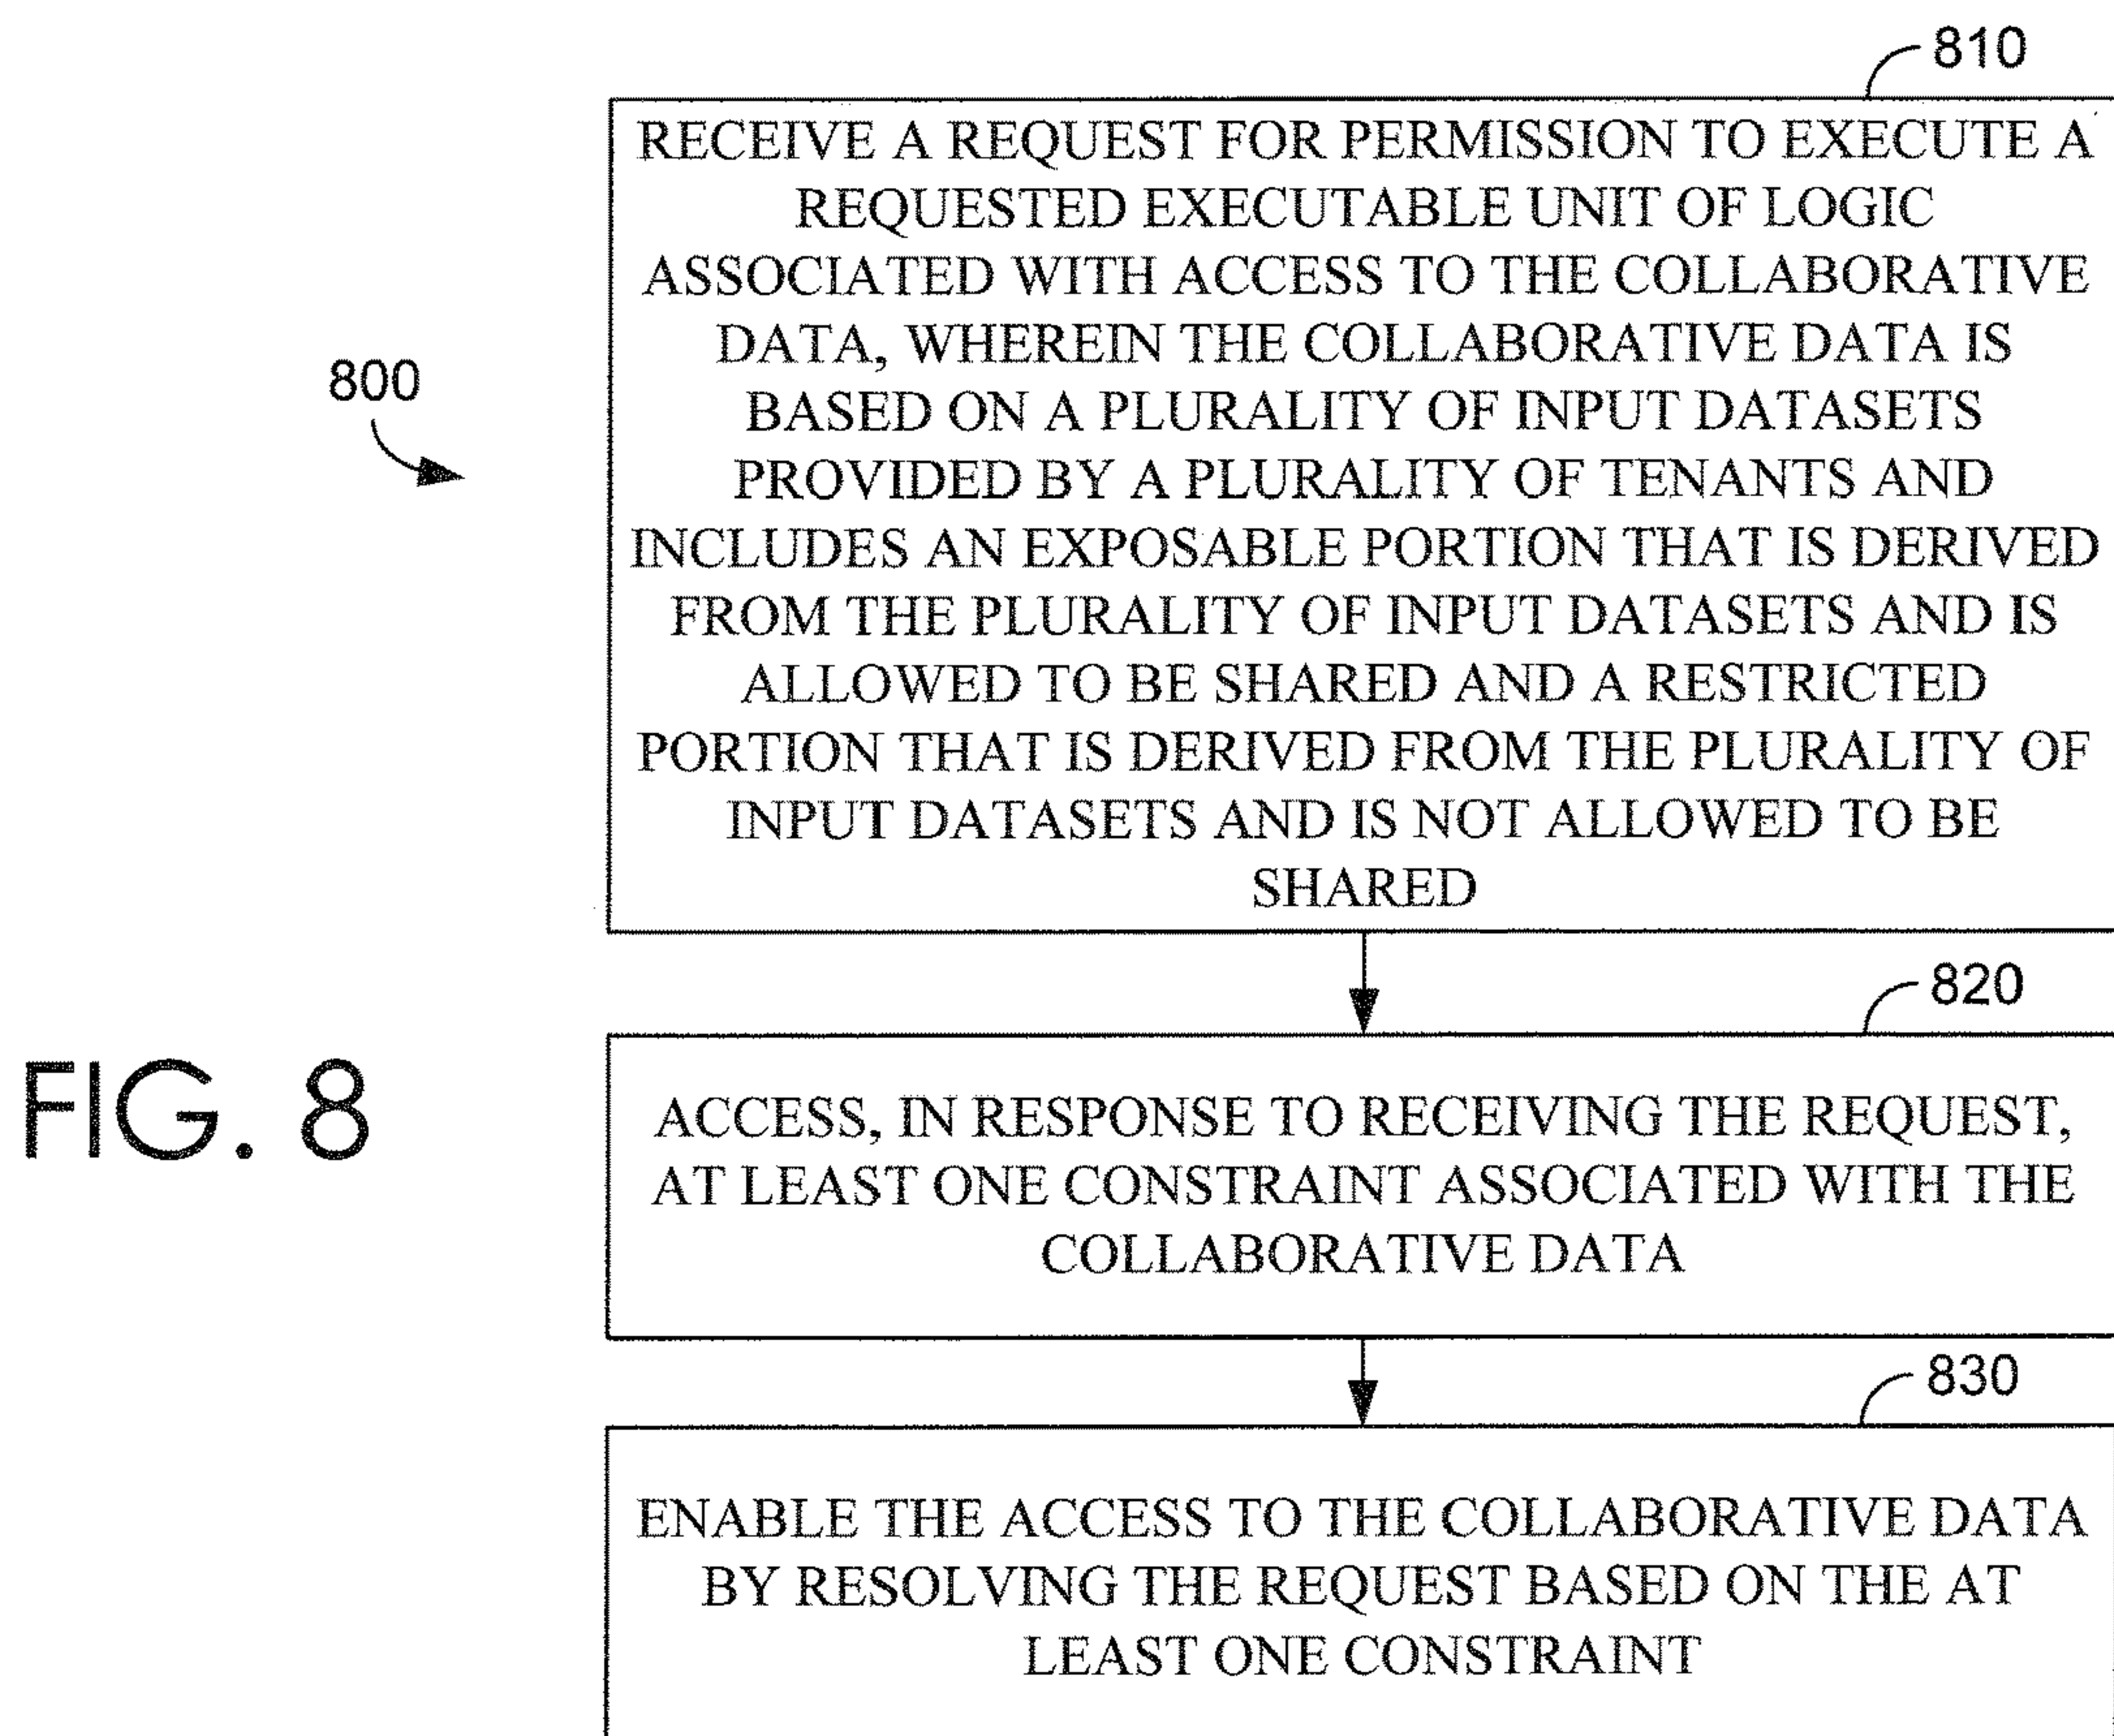 810
RECEIVE A REQUEST FOR PERMISSION TO EXECUTE A
REQUESTED EXECUTABLE UNIT OF LOGIC
ASSOCIATED WITH ACCESS TO THE COLLABORATIVE
DATA, WHEREIN THE COLLABORATIVE DATA IS
BASED ON A PLURALITY OF INPUT DATASETS
PROVIDED BY A PLURALITY OF TENANTS AND
INCLUDES AN EXPOSABLE PORTION THAT IS DERIVED
FROM THE PLURALITY OF INPUT DATASETS AND IS
ALLOWED TO BE SHARED AND A RESTRICTED
PORTION THAT IS DERIVED FROM THE PLURALITY OF
INPUT DATASETS AND IS NOT ALLOWED TO BE
SHARED
800
820
ACCESS, IN RESPONSE TO RECEIVING THE REQUEST,
AT LEAST ONE CONSTRAINT ASSOCIATED WITH THE
COLLABORATIVE DATA
FIG. 8
830
ENABLE THE ACCESS TO THE COLLABORATIVE DATA
BY RESOLVING THE REQUEST BASED ON THE AT
LEAST ONE CONSTRAINT